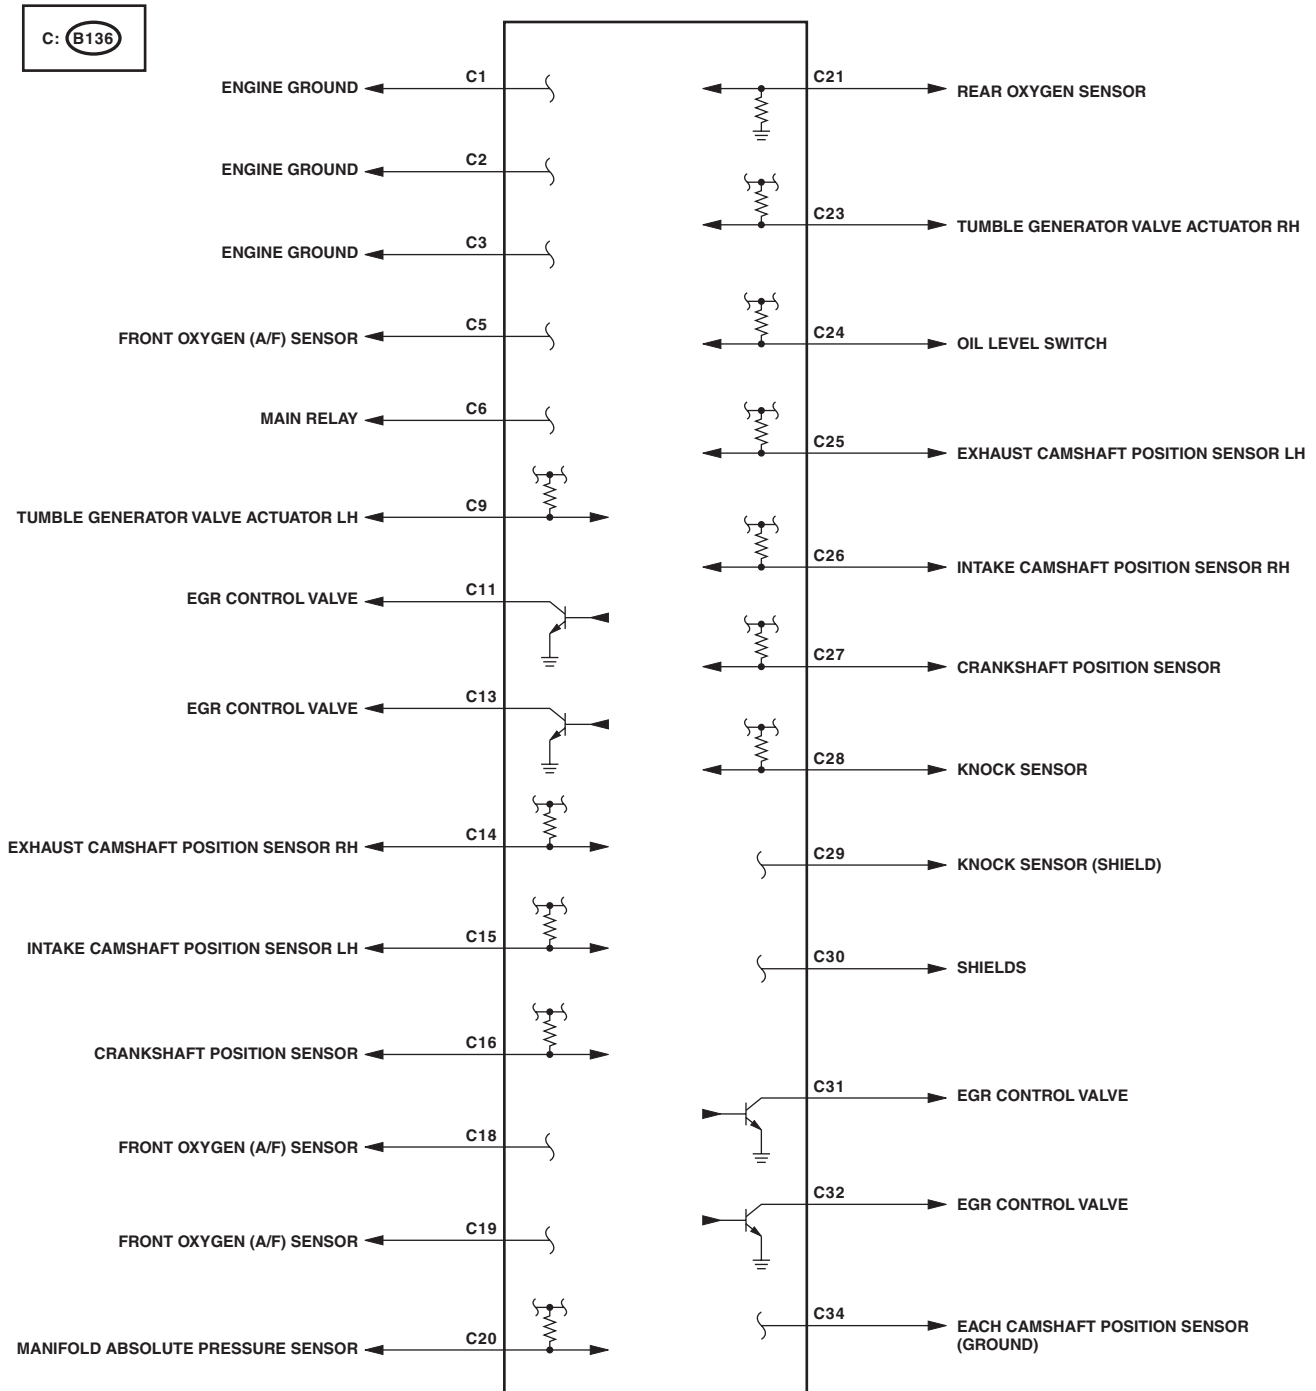 C: B136
C1
ENGINE GROUND
C2
ENGINE GROUND
C3
ENGINE GROUND
C5
FRONT OXYGEN (A/F) SENSOR
C6
MAIN RELAY
C9
TUMBLE GENERATOR VALVE ACTUATOR LH
C11
EGR CONTROL VALVE
C13
EGR CONTROL VALVE
C14
EXHAUST CAMSHAFT POSITION SENSOR RH
C15
INTAKE CAMSHAFT POSITION SENSOR LH
C16
CRANKSHAFT POSITION SENSOR
C18
FRONT OXYGEN (A/F) SENSOR
C19
FRONT OXYGEN (A/F) SENSOR
C20
MANIFOLD ABSOLUTE PRESSURE SENSOR
C21
REAR OXYGEN SENSOR
C23
TUMBLE GENERATOR VALVE ACTUATOR RH
C24
OIL LEVEL SWITCH
C25
EXHAUST CAMSHAFT POSITION SENSOR LH
C26
INTAKE CAMSHAFT POSITION SENSOR RH
C27
CRANKSHAFT POSITION SENSOR
C28
KNOCK SENSOR
C29
KNOCK SENSOR (SHIELD)
C30
SHIELDS
C31
EGR CONTROL VALVE
C32
EGR CONTROL VALVE
C34
EACH CAMSHAFT POSITION SENSOR
(GROUND)